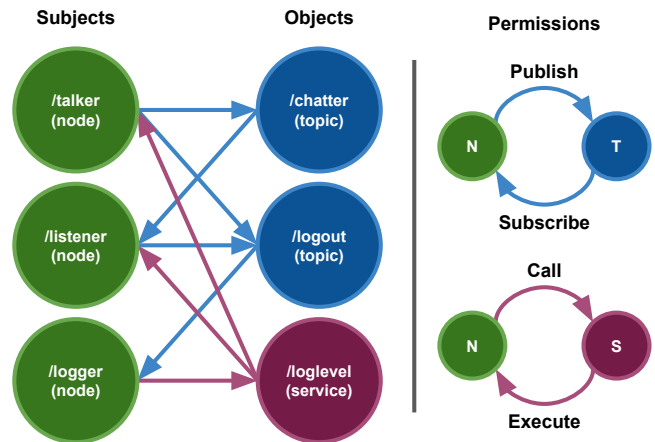 Subjects
Objects
Permissions
/talker
(node)
/chatter
(topic)
/listener
(node)
/logout
(topic)
/logger
(node)
/loglevel
(service)
Publish
N
T
Subscribe
Call
N
S
Execute